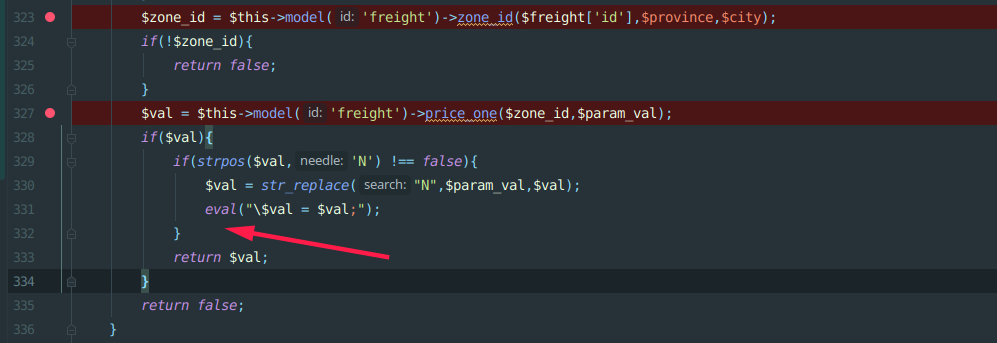 323 $zone_id = $this->model( id: 'freight')->zone_id($freight['id'],$province,$city);
324 if(!$zone_id){
325 return false;
326 }
327 $val = $this->model( id: 'freight')->price_one($zone_id,$param_val);
328 if($val){
329 if(strpos($val, needle: 'N') !== false){
330 $val = str_replace( search: "N",$param_val,$val);
331 eval("\$val = $val;");
332 }
333 return $val;
334 }
335 return false;
336 }